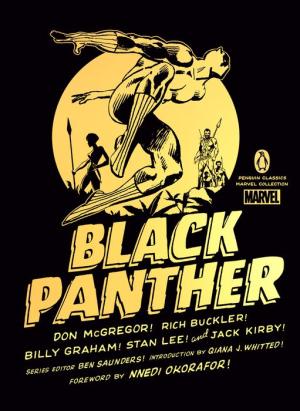 PENGUIN CLASSICS
MARVEL COLLECTION
MARVEL
BLACK
PANTHER
DON McGREGOR! RICH BUCKLER!
BILLY GRAHAM! STAN LEE! and JACK KIRBY!
SERIES EDITOR BEN SAUNDERS! INTRODUCTION BY QIANA J. WHITTED!
FOREWORD BY NNEDI OKORAFOR!